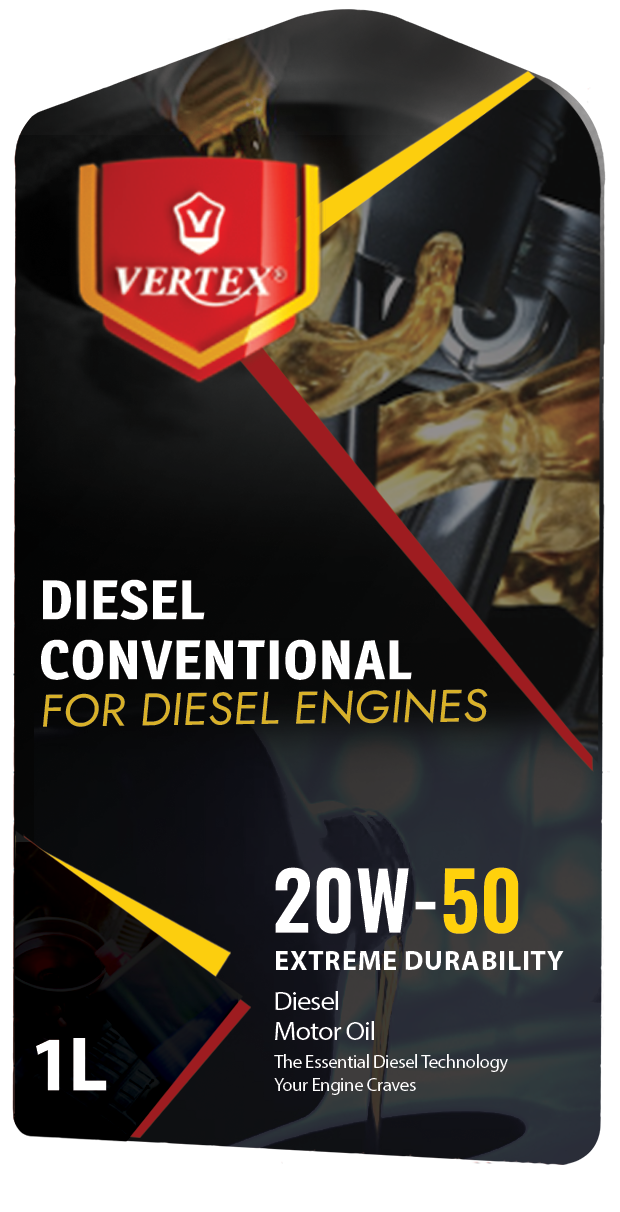 V
VERTEX®
DIESEL
CONVENTIONAL
FOR DIESEL ENGINES
20W-50
EXTREME DURABILITY
Diesel
Motor Oil
The Essential Diesel Technology
Your Engine Craves
1L